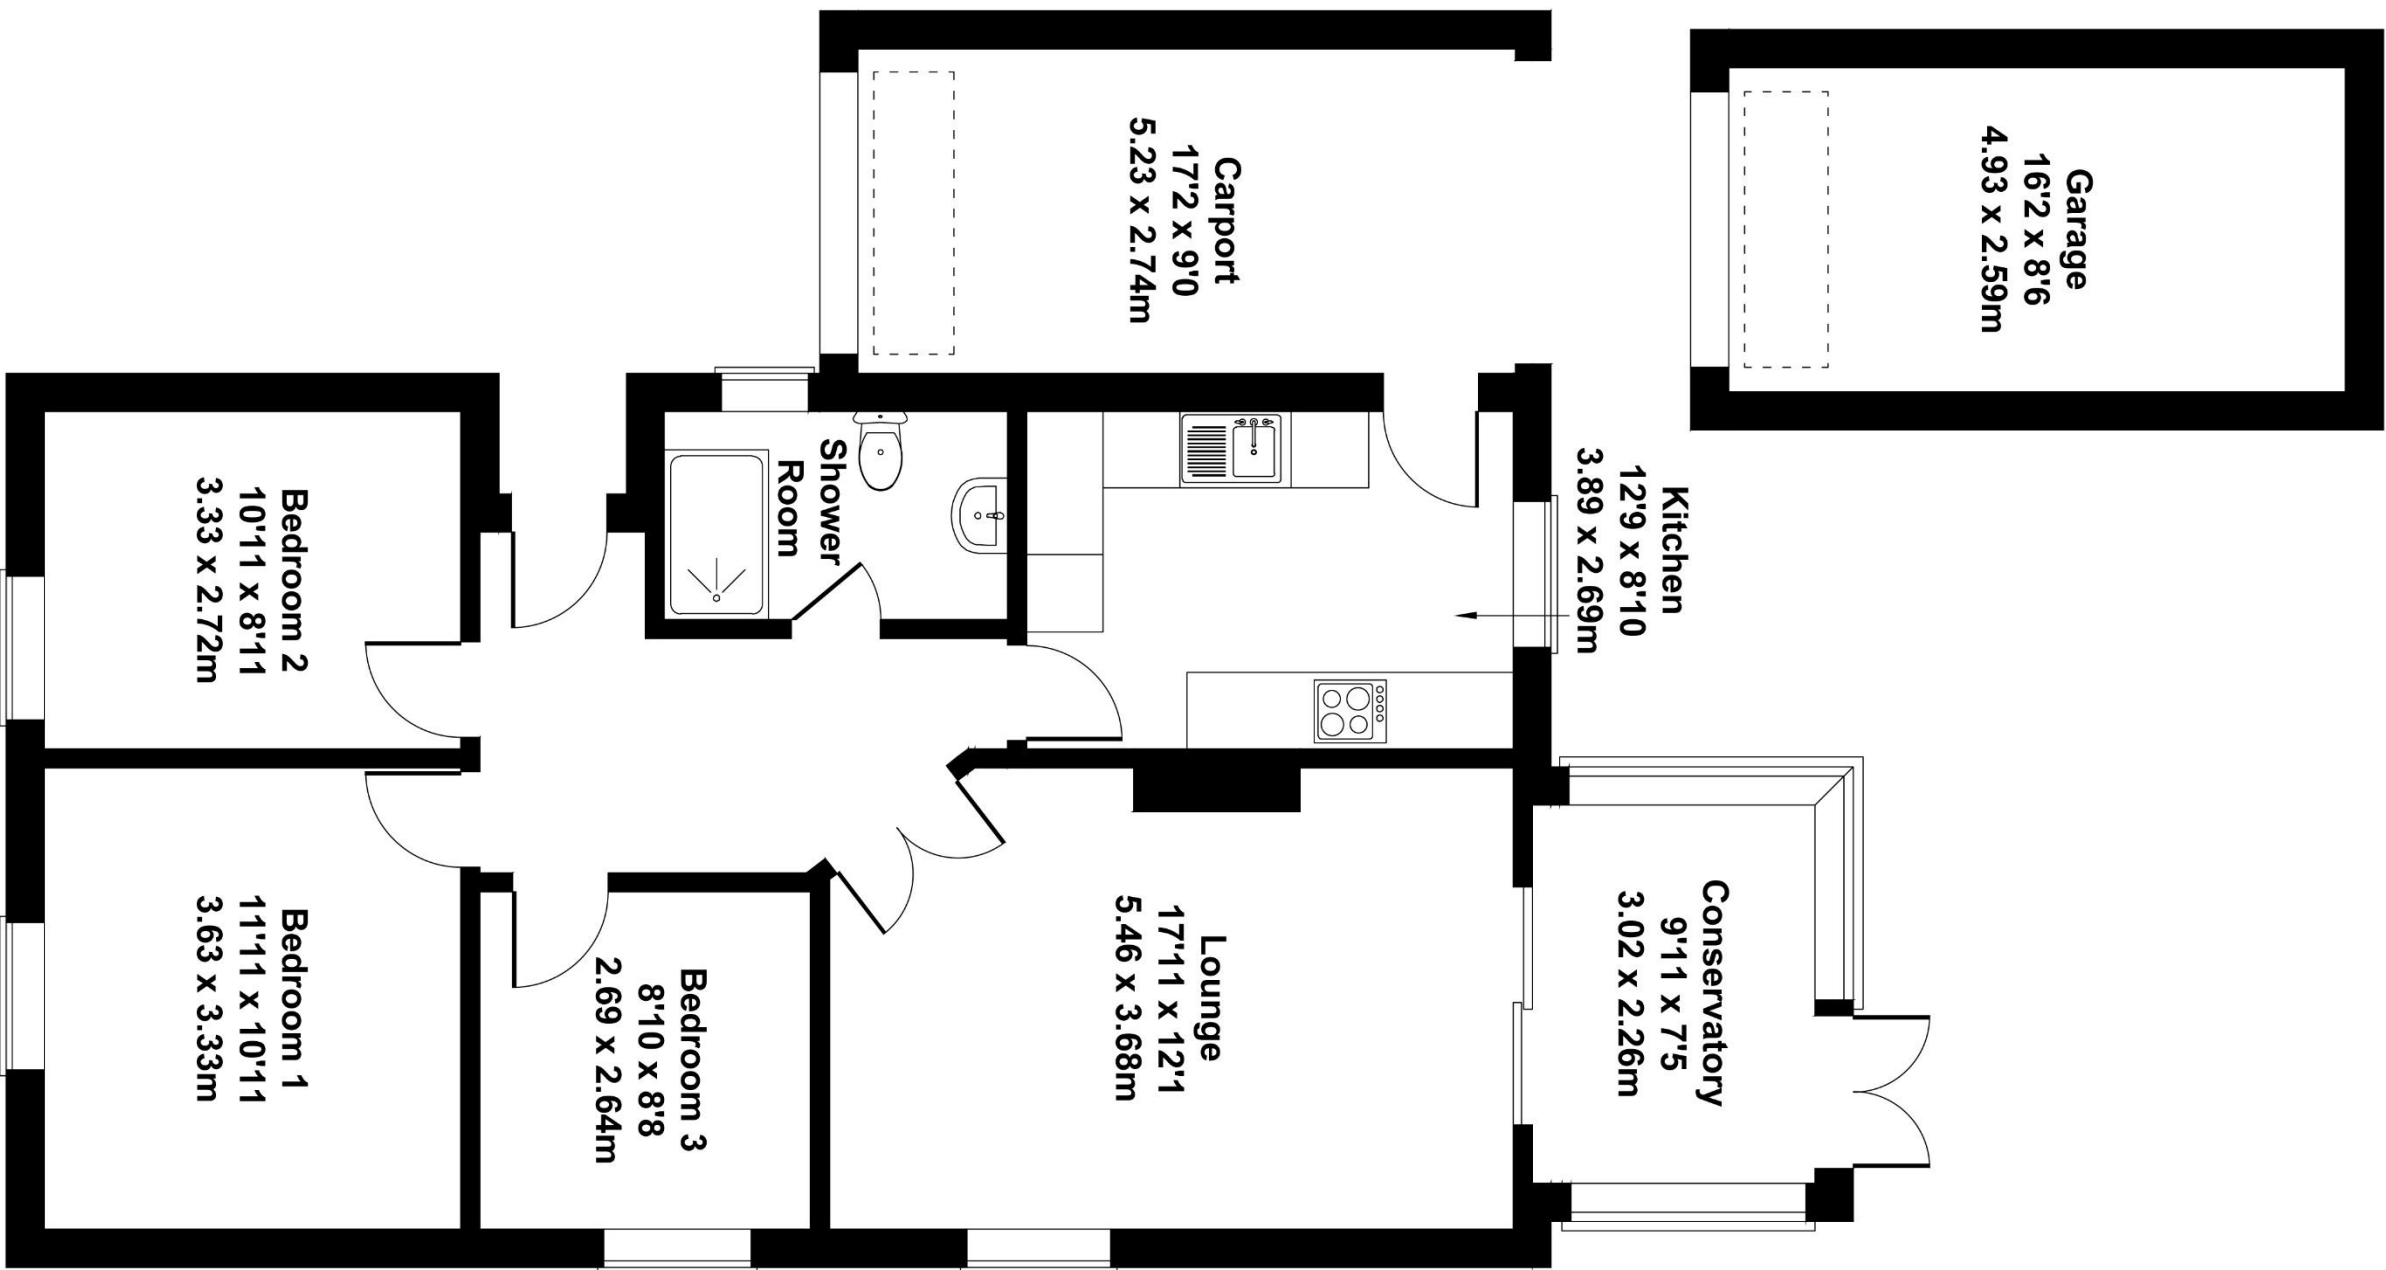 Garage
16'2 x 8'6
4.93 x 2.59m
Carport
17'2 x 9'0
5.23 x 2.74m
Kitchen
12'9 x 8'10
3.89 x 2.69m
Shower
Room
Bedroom 2
10'11 x 8'11
3.33 x 2.72m
Conservatory
9'11 x 7'5
3.02 x 2.26m
Lounge
17'11 x 12'1
5.46 x 3.68m
Bedroom 3
8'10 x 8'8
2.69 x 2.64m
Bedroom 1
11'11 x 10'11
3.63 x 3.33m